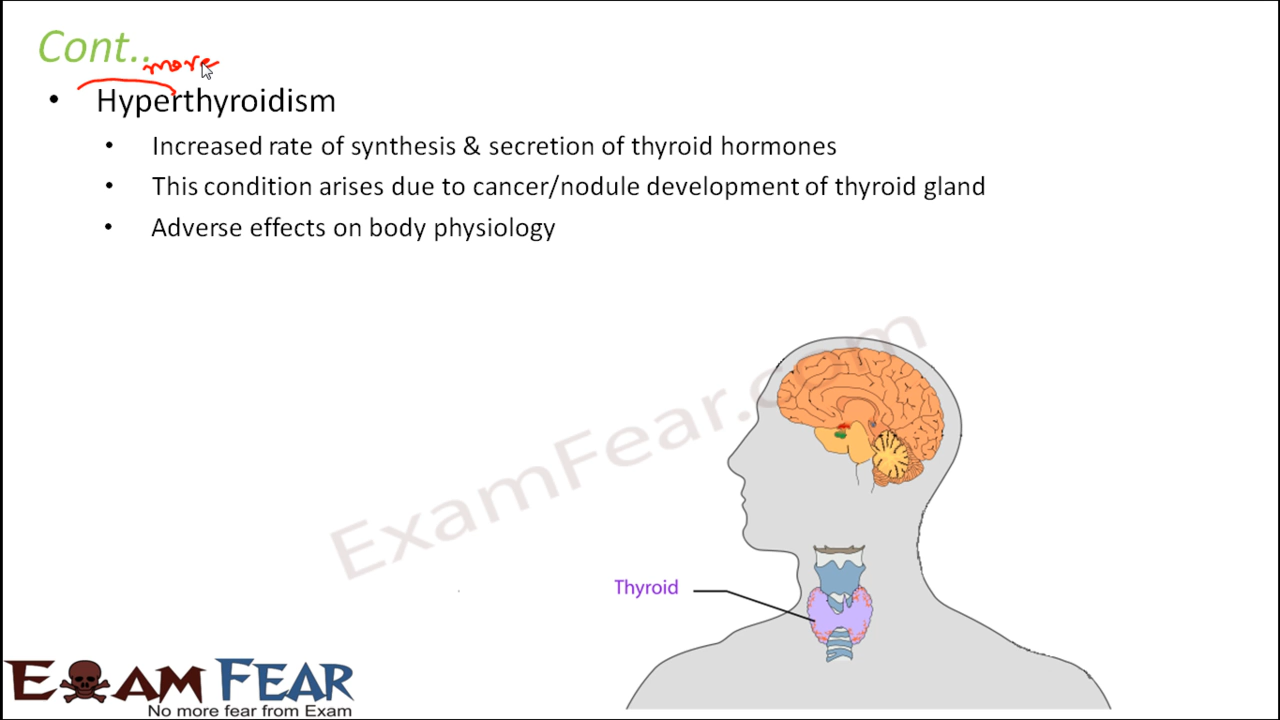 Cont..
more
• Hyperthyroidism
• Increased rate of synthesis & secretion of thyroid hormones
• This condition arises due to cancer/nodule development of thyroid gland
• Adverse effects on body physiology
ExamFear.com
Thyroid
EXAM FEAR
No more fear from Exam